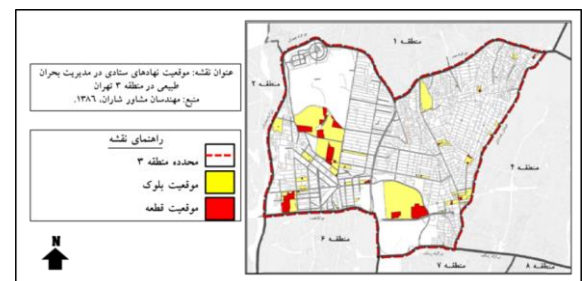 عنوان نقشه: موقعیت نهادهای ستادی در مدیریت بحران
طبیعی در منطقه ۳ تهران
منبع: مهندسان مشاور شاران، ۱۳۸۶.
راهنمای نقشه
محدده منطقه ۳
موقعیت بلوک
موقعیت قطعه
N
منطقه ۱
منطقه ۲
منطقه ۴
منطقه ۶
منطقه ۷
منطقه ۸